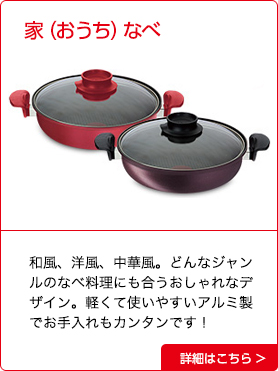 家（おうち）なべ
和風、洋風、中華風。どんなジャン
ルのなべ料理にも合うおしゃれなデ
ザイン。軽くて使いやすいアルミ製
でお手入れもカンタンです！
詳細はこちら >